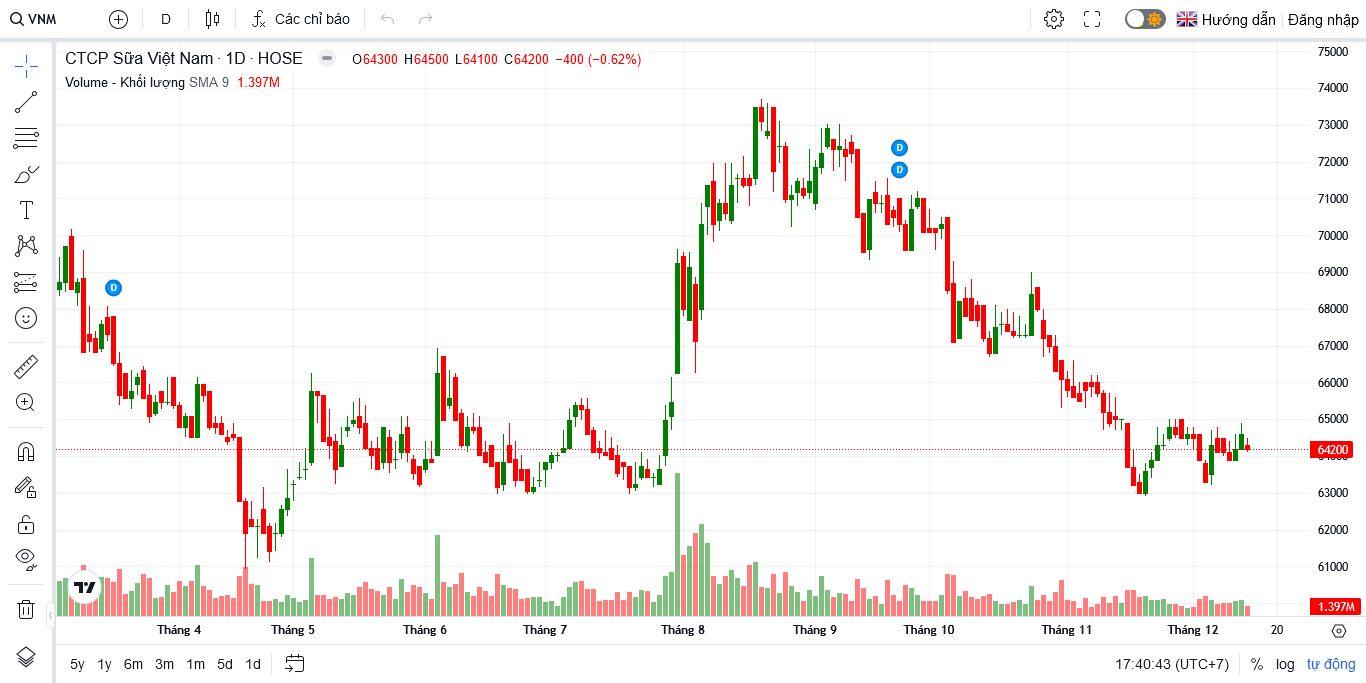 VNM D Các chỉ báo Hướng dẫn Đăng nhập
CTCP Sữa Việt Nam · 1D · HOSE O64300 H64500 L64100 C64200 −400 (−0.62%)
Volume - Khối lượng SMA 9 1.397M
D
D
D
75000
74000
73000
72000
71000
70000
69000
68000
67000
66000
65000
64200
64000
63000
62000
61000
1.397M
Tháng 4 Tháng 5 Tháng 6 Tháng 7 Tháng 8 Tháng 9 Tháng 10 Tháng 11 Tháng 12 20
5y 1y 6m 3m 1m 5d 1d 17:40:43 (UTC+7) % log tự động